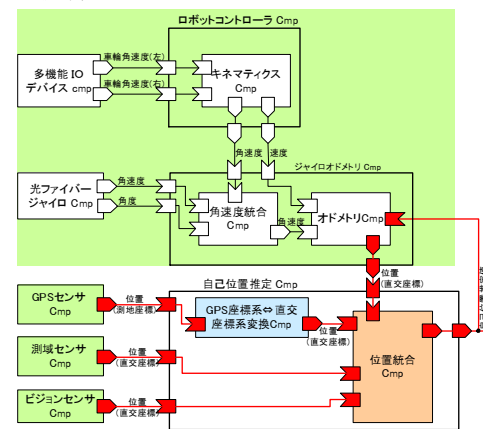 ロボットコントローラ Cmp
車輪角速度(左)
多機能 IO
デバイス cmp
車輪角速度(右)
キネマティクス
Cmp
角速度
速度
ジャイロオドメトリ Cmp
光ファイバー
ジャイロ Cmp
角速度
角度
角速度統合
Cmp
角速度
オドメトリCmp
位置
(直交座標)
自己位置推定 Cmp
GPSセンサ
Cmp
位置
(測地座標)
GPS座標系⇔直交
座標系変換Cmp
位置
(直交座標)
位置統合
Cmp
測域センサ
Cmp
位置
(直交座標)
ビジョンセンサ
Cmp
位置
(直交座標)